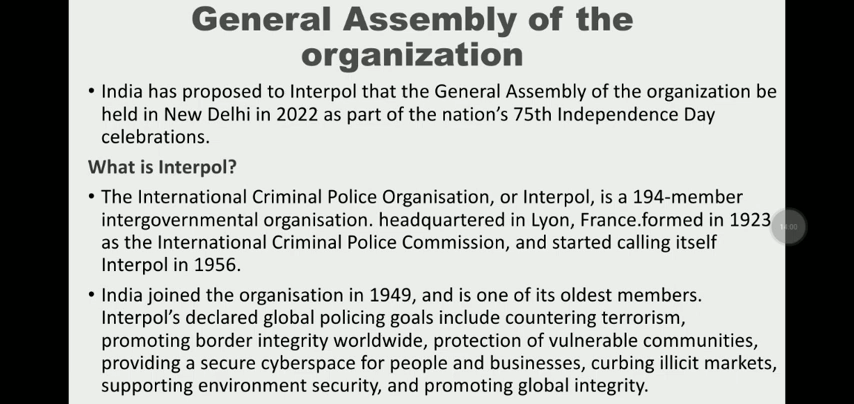 General Assembly of the
organization
• India has proposed to Interpol that the General Assembly of the organization be
held in New Delhi in 2022 as part of the nation's 75th Independence Day
celebrations.
What is Interpol?
• The International Criminal Police Organisation, or Interpol, is a 194-member
intergovernmental organisation. headquartered in Lyon, France.formed in 1923
as the International Criminal Police Commission, and started calling itself
Interpol in 1956.
• India joined the organisation in 1949, and is one of its oldest members.
Interpol's declared global policing goals include countering terrorism,
promoting border integrity worldwide, protection of vulnerable communities,
providing a secure cyberspace for people and businesses, curbing illicit markets,
supporting environment security, and promoting global integrity.